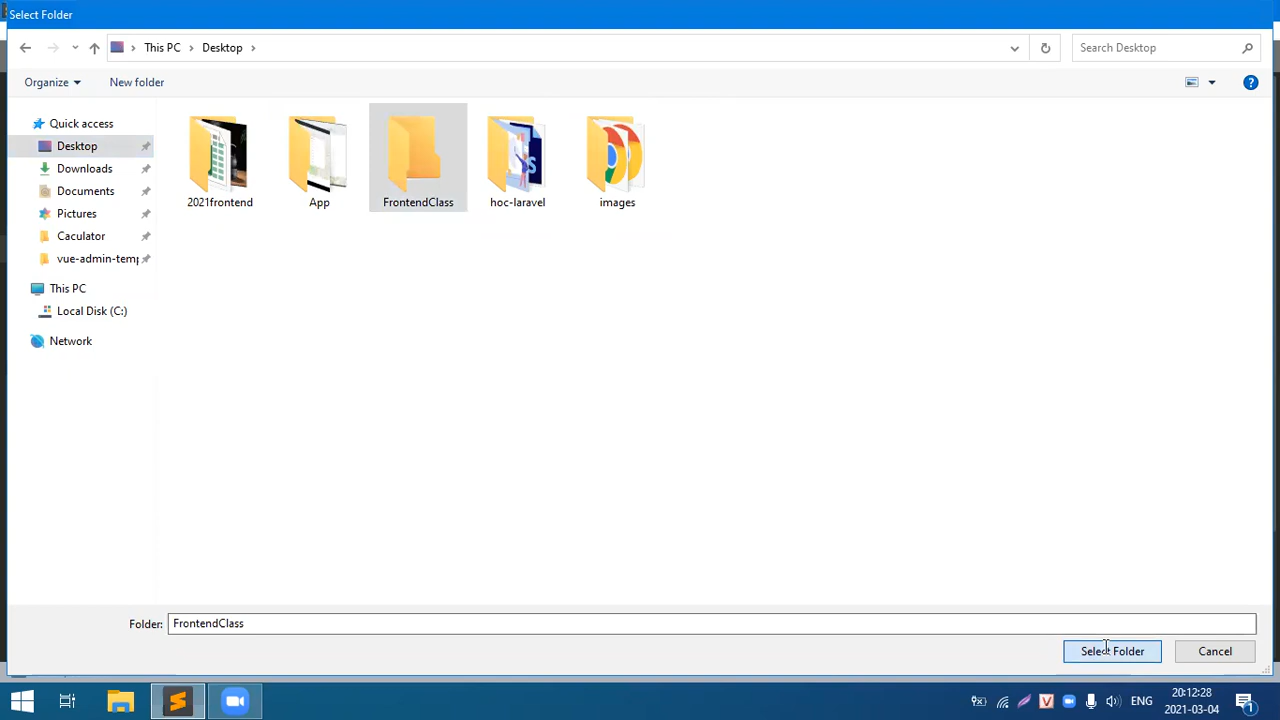 Select Folder
This PC
Desktop
Search Desktop
Organize
New folder
Quick access
Desktop
Downloads
Documents
Pictures
Caculator
vue-admin-temp
This PC
Local Disk (C:)
Network
2021frontend
App
FrontendClass
hoc-laravel
images
Folder:
FrontendClass
Select Folder
Cancel
ENG
20:12:28
2021-03-04
1